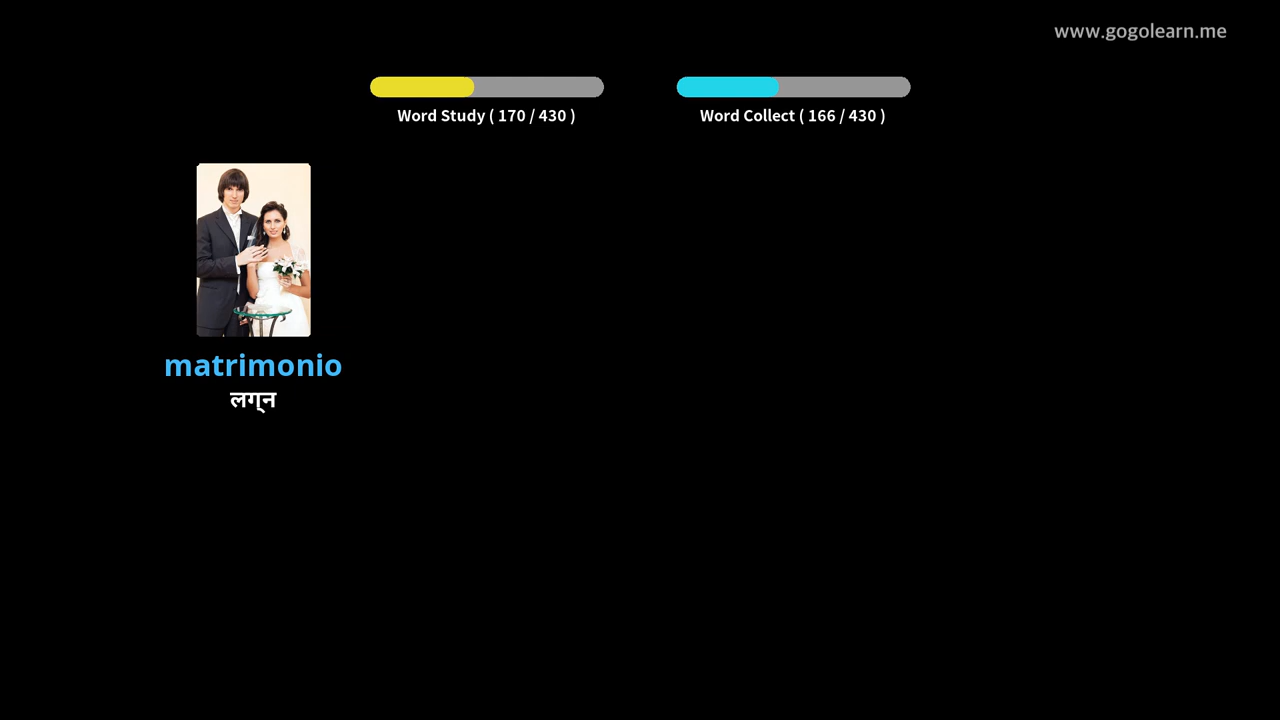 www.gogolearn.me
Word Study ( 170 / 430 )
Word Collect ( 166 / 430 )
matrimonio
लग्‍न